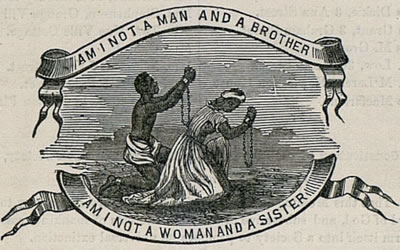 AM I NOT A MAN AND A BROTHER
AM I NOT A WOMAN AND A SISTER